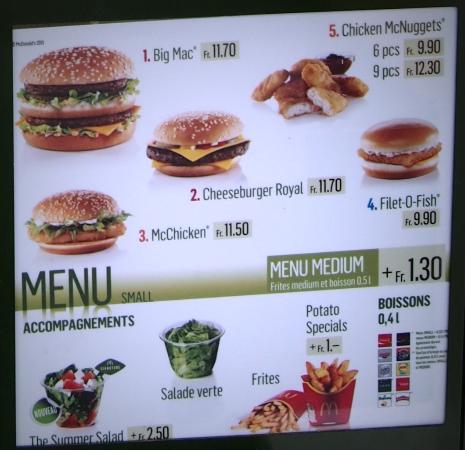 McDonald's
1. Big Mac® Fr. 11.70
5. Chicken McNuggets®
6 pcs Fr. 9.90
9 pcs Fr. 12.30
2. Cheeseburger Royal Fr. 11.70
4. Filet-O-Fish®
Fr. 9.90
3. McChicken® Fr. 11.50
MENU SMALL
MENU MEDIUM
Frites medium et boisson 0,5 l
+ Fr. 1.30
ACCOMPAGNEMENTS
BOISSONS
0,4 L
Potato
Specials
+ Fr. 1.–
Salade verte
Frites
NOUVEAU
The Summer Salad + Fr. 2.50